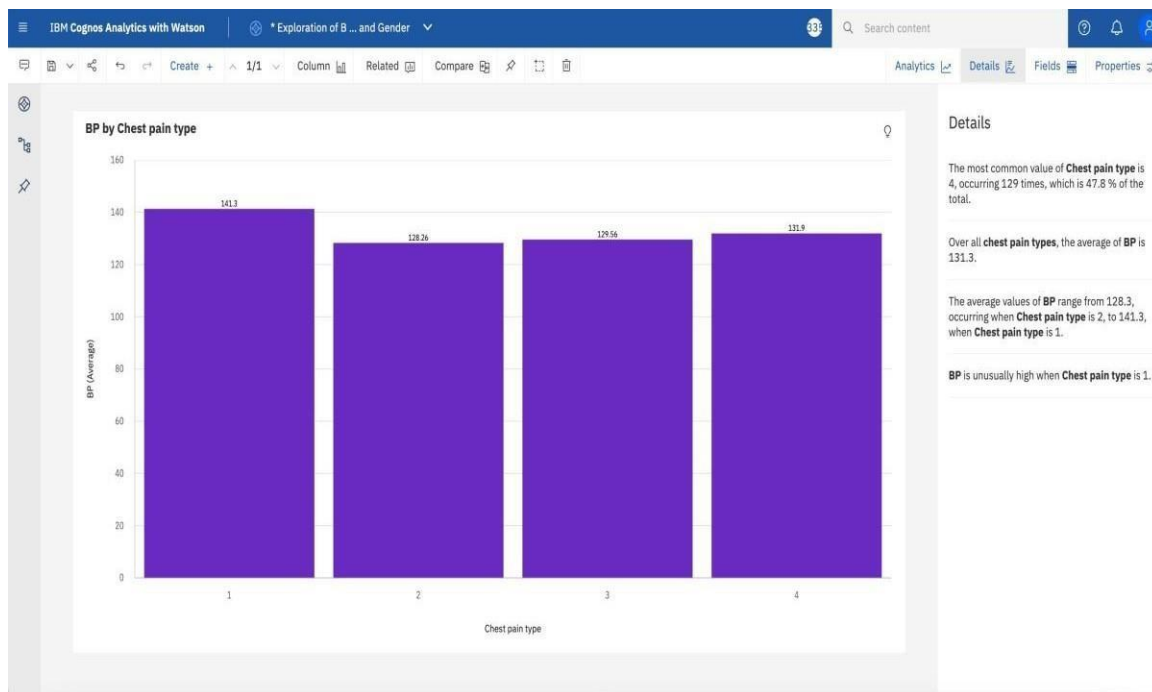 IBM Cognos Analytics with Watson
* Exploration of B ... and Gender
Search content
Create +
1/1
Column
Related
Compare
Analytics
Details
Fields
Properties
BP by Chest pain type
160
140
120
100
80
60
40
20
0
BP (Average)
141.3
128.26
129.56
131.9
1
2
3
4
Chest pain type
Details
The most common value of Chest pain type is
4, occurring 129 times, which is 47.8 % of the
total.
Over all chest pain types, the average of BP is
131.3.
The average values of BP range from 128.3,
occurring when Chest pain type is 2, to 141.3,
when Chest pain type is 1.
BP is unusually high when Chest pain type is 1.